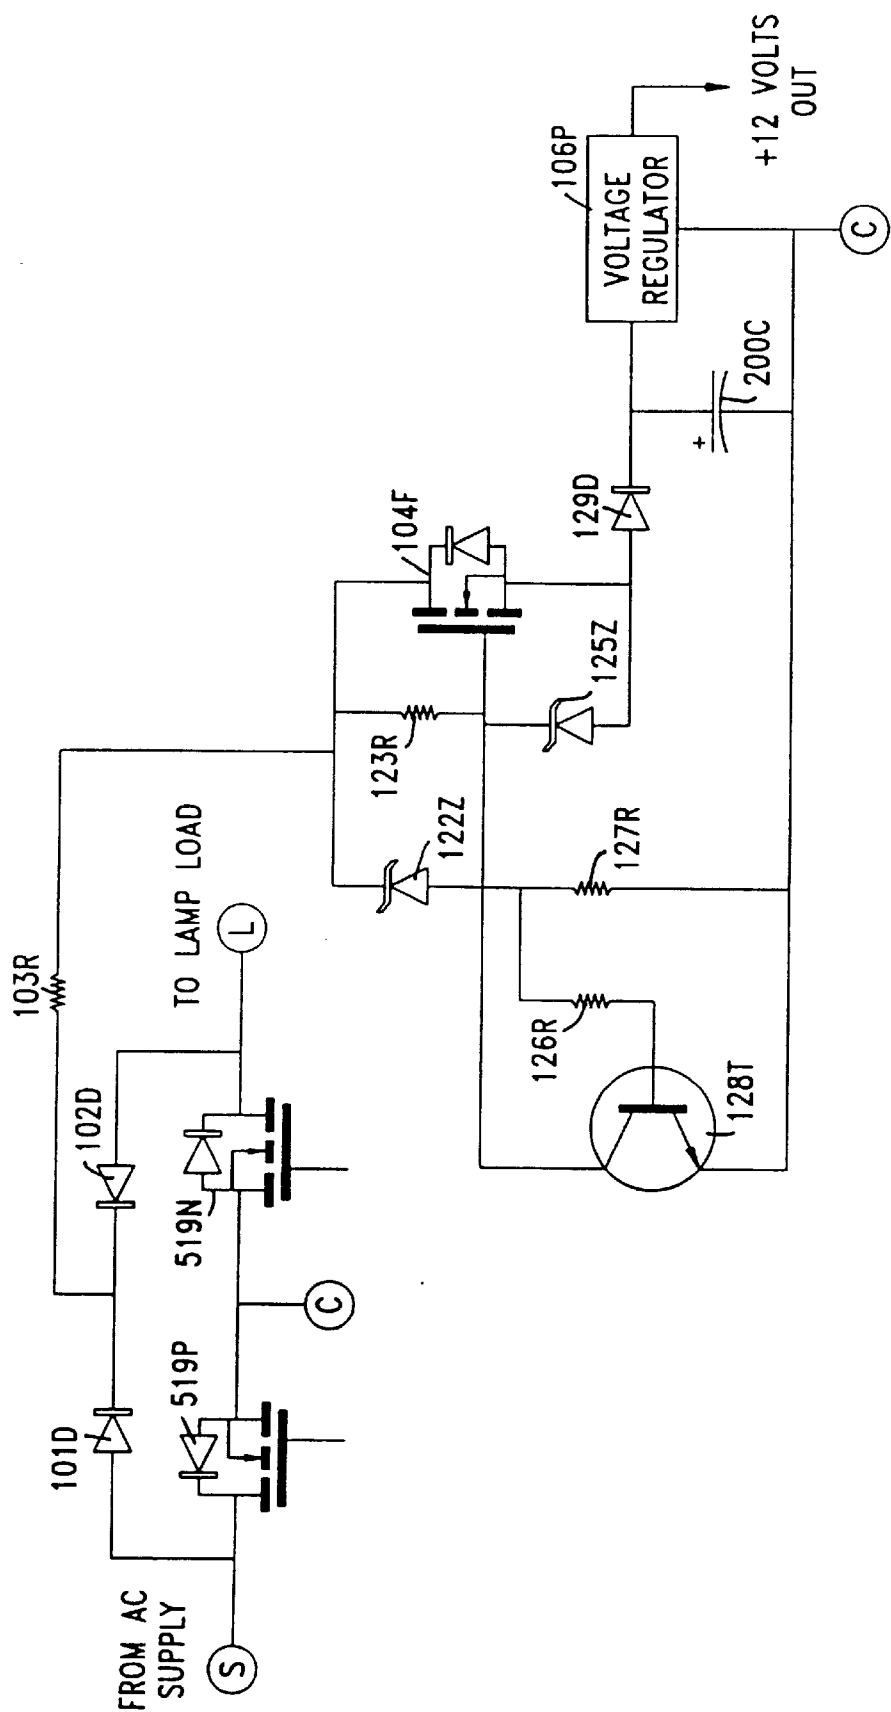 FROM AC
SUPPLY
S
101D
102D
103R
519P
519N
C
TO LAMP LOAD
L
122Z
123R
104F
125Z
126R
127R
128T
129D
+
200C
106P
VOLTAGE
REGULATOR
+12 VOLTS
OUT
C